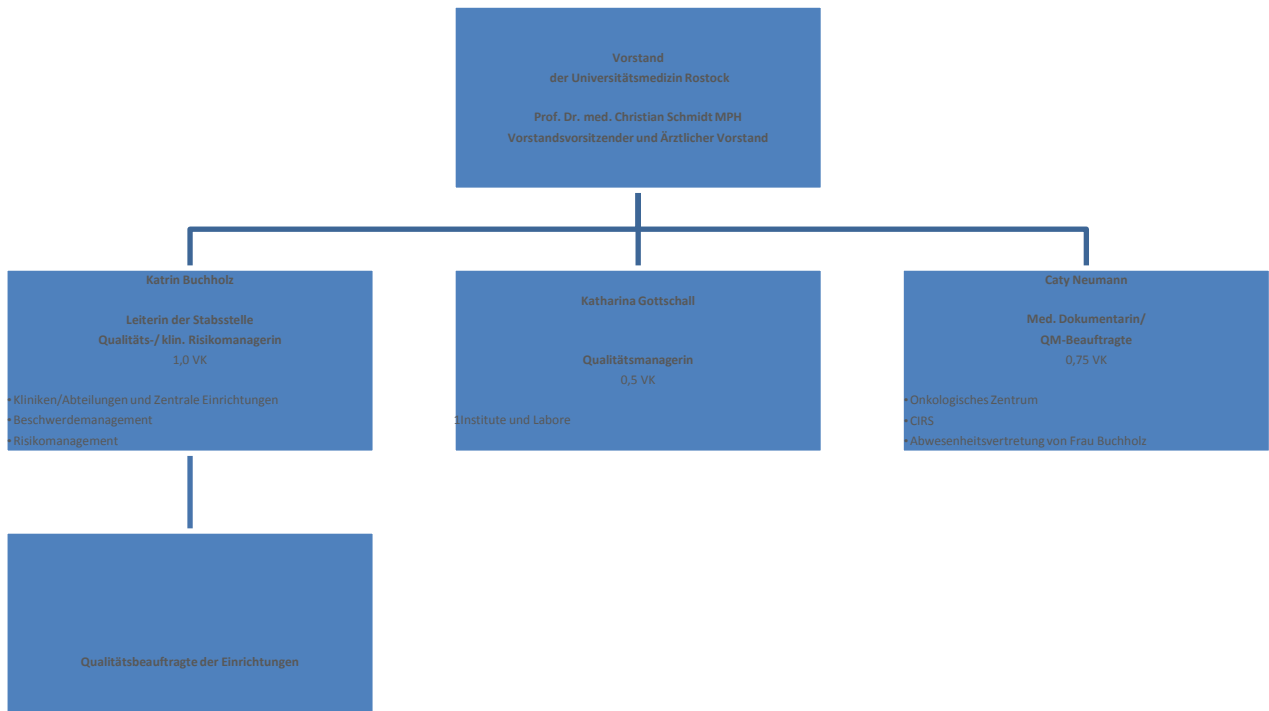 Vorstand
der Universitätsmedizin Rostock
Prof. Dr. med. Christian Schmidt MPH
Vorstandsvorsitzender und Ärztlicher Vorstand
Katrin Buchholz
Leiterin der Stabsstelle
Qualitäts-/ klin. Risikomanagerin
1,0 VK
•Kliniken/Abteilungen und Zentrale Einrichtungen
•Beschwerdemanagement
•Risikomanagement
Katharina Gottschall
Qualitätsmanagerin
0,5 VK
1Institute und Labore
Caty Neumann
Med. Dokumentarin/
QM-Beauftragte
0,75 VK
•Onkologisches Zentrum
•CIRS
•Abwesenheitsvertretung von Frau Buchholz
Qualitätsbeauftragte der Einrichtungen